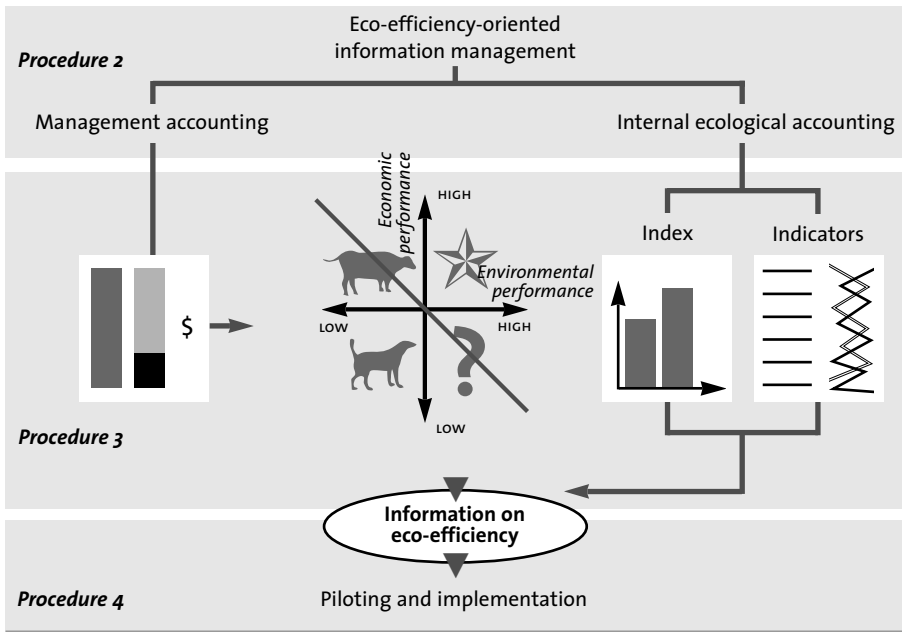 Eco-efficiency-oriented
information management
Procedure 2
Management accounting
Internal ecological accounting
Economic
performance
HIGH
Index
Indicators
Environmental
performance
$
LOW
HIGH
LOW
Procedure 3
Information on
eco-efficiency
Procedure 4
Piloting and implementation